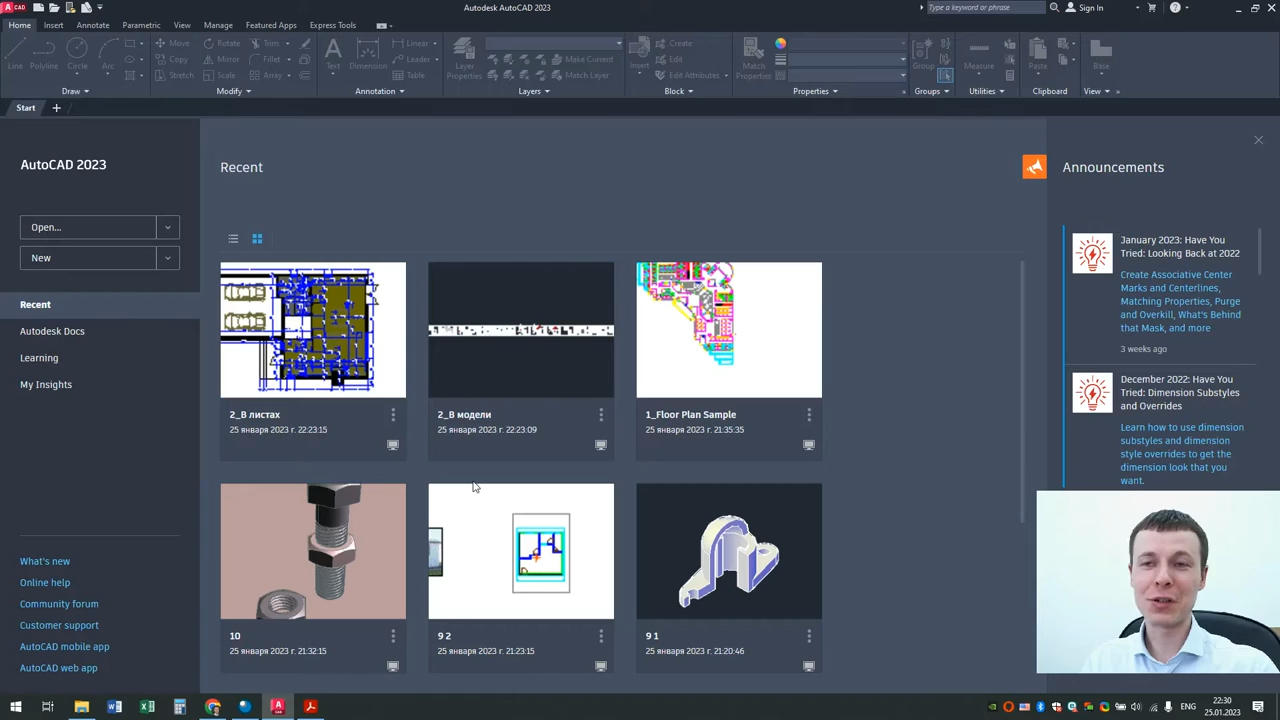 Autodesk AutoCAD 2023
Type a keyword or phrase
Sign In
Home Insert Annotate Parametric View Manage Featured Apps Express Tools
Line Polyline Circle Arc
Move Rotate Trim
Copy Mirror Fillet
Stretch Scale Array
Text Dimension
Linear
Leader
Table
Layer Properties
Make Current
Match Layer
Insert
Create
Edit
Edit Attributes
Match Properties
Group
Measure
Paste
Base
Draw Modify Annotation Layers Block Properties Groups Utilities Clipboard View
Start
AutoCAD 2023
Open...
New
Recent
Autodesk Docs
Learning
My Insights
What's new
Online help
Community forum
Customer support
AutoCAD mobile app
AutoCAD web app
Recent
2_В листах
25 января 2023 г. 22:23:15
2_В модели
25 января 2023 г. 22:23:09
1_Floor Plan Sample
25 января 2023 г. 21:35:35
10
25 января 2023 г. 21:32:15
9 2
25 января 2023 г. 21:23:15
9 1
25 января 2023 г. 21:20:46
Announcements
January 2023: Have You
Tried: Looking Back at 2022
Create Associative Center
Marks and Centerlines,
Matching Properties, Purge
and Overkill, What's Behind
that Mask, and more
3 weeks ago
December 2022: Have You
Tried: Dimension Substyles
and Overrides
Learn how to use dimension
substyles and dimension
style overrides to get the
dimension look that you
want.
ENG
22:30
25.01.2023